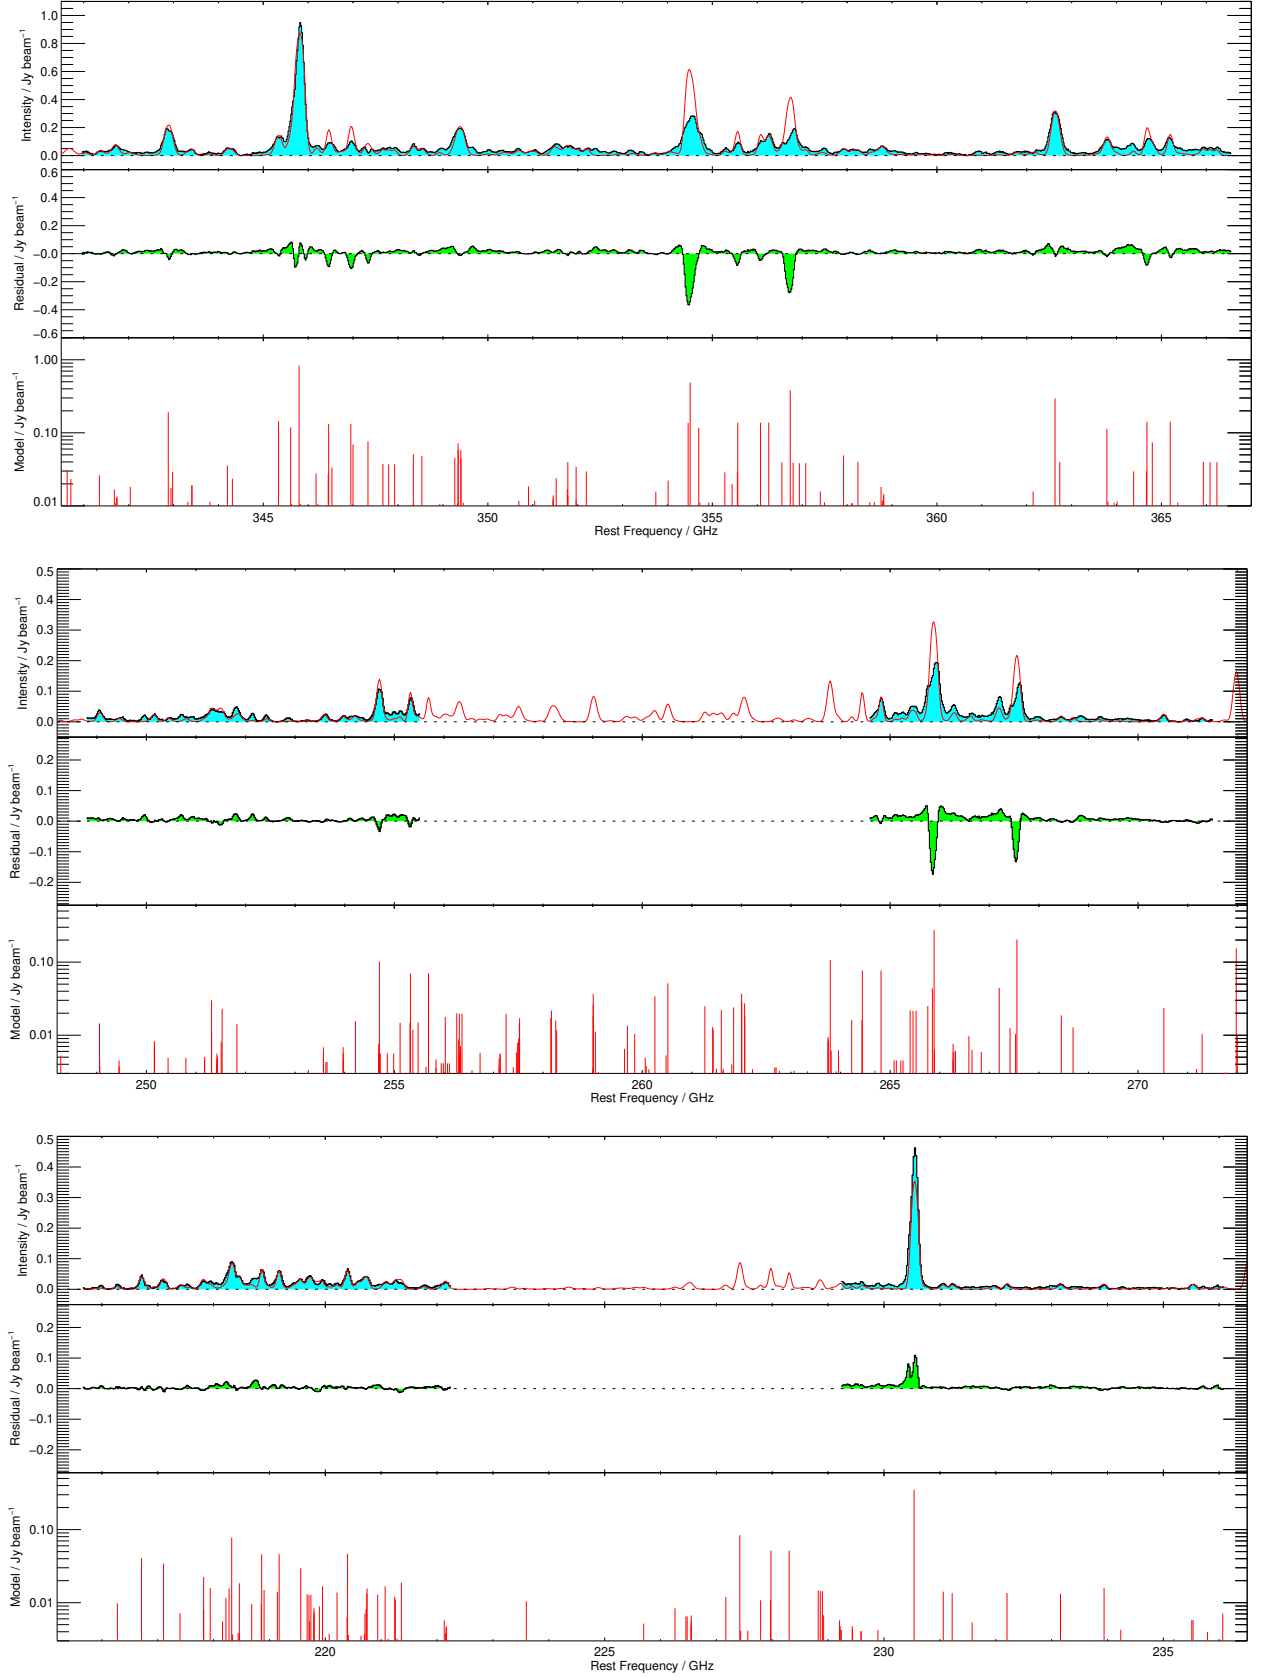 1.0
0.8
0.6
0.4
0.2
0.0
Intensity / Jy beam⁻¹
0.6
0.4
0.2
−0.0
−0.2
−0.4
−0.6
Residual / Jy beam⁻¹
1.00
0.10
0.01
Model / Jy beam⁻¹
345 350 355 360 365
Rest Frequency / GHz
0.5
0.4
0.3
0.2
0.1
0.0
Intensity / Jy beam⁻¹
0.2
0.1
0.0
−0.1
−0.2
Residual / Jy beam⁻¹
0.10
0.01
Model / Jy beam⁻¹
250 255 260 265 270
Rest Frequency / GHz
0.5
0.4
0.3
0.2
0.1
0.0
Intensity / Jy beam⁻¹
0.2
0.1
0.0
−0.1
−0.2
Residual / Jy beam⁻¹
0.10
0.01
Model / Jy beam⁻¹
220 225 230 235
Rest Frequency / GHz